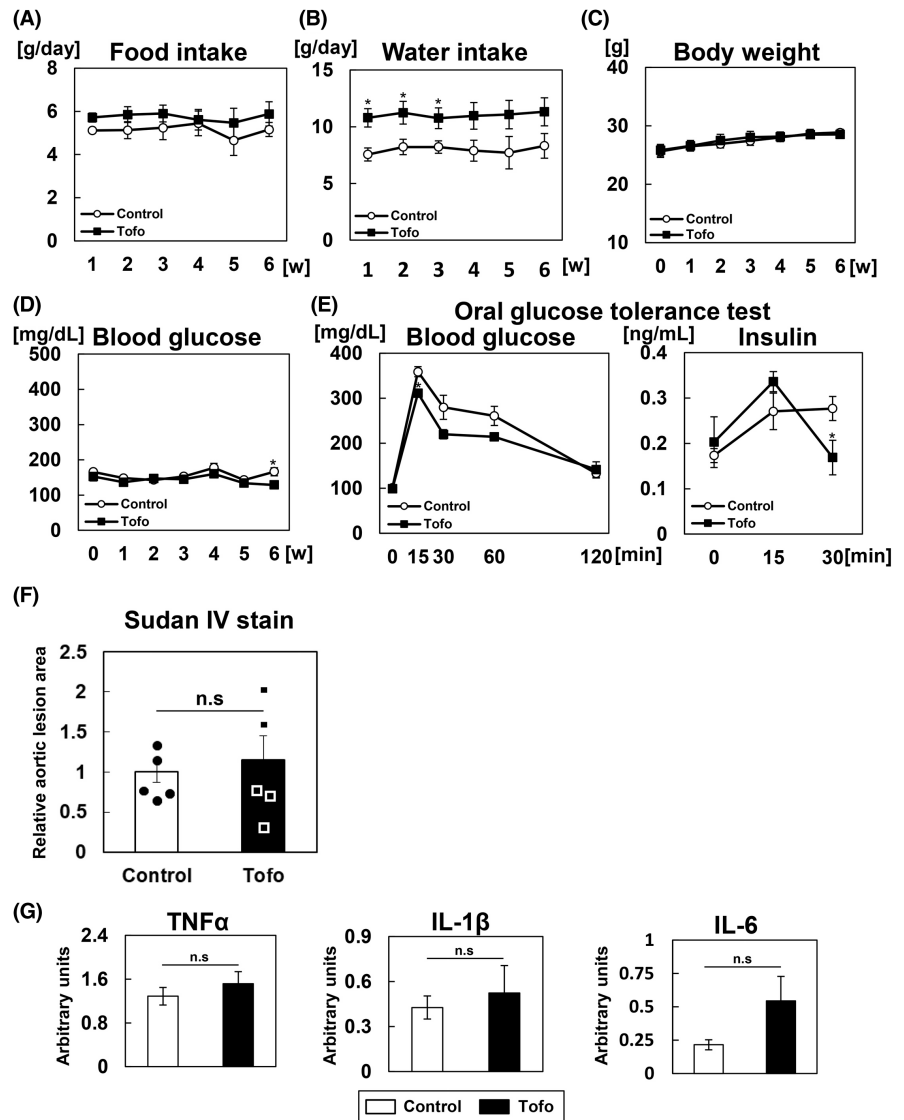 (A)
(B)
(C)
[g/day] Food intake
[g/day] Water intake
[g] Body weight
8
6
4
2
0
Control
Tofo
1 2 3 4 5 6 [w]
15
10
5
0
* * *
Control
Tofo
1 2 3 4 5 6 [w]
40
30
20
10
Control
Tofo
0 1 2 3 4 5 6 [w]
(D)
(E)
Oral glucose tolerance test
[mg/dL] Blood glucose
[mg/dL] Blood glucose
[ng/mL] Insulin
500
400
300
200
100
0
*
Control
Tofo
0 1 2 3 4 5 6 [w]
400
300
200
100
0
*
Control
Tofo
0 15 30 60 120 [min]
0.4
0.3
0.2
0.1
0
*
Control
Tofo
0 15 30 [min]
(F)
Sudan IV stain
Relative aortic lesion area
2.5
2
1.5
1
0.5
0
n.s
Control Tofo
(G)
TNFα
IL-1β
IL-6
Arbitrary units
2.4
1.6
0.8
0
n.s
Arbitrary units
0.9
0.6
0.3
0
n.s
Arbitrary units
1
0.75
0.5
0.25
0
n.s
Control Tofo